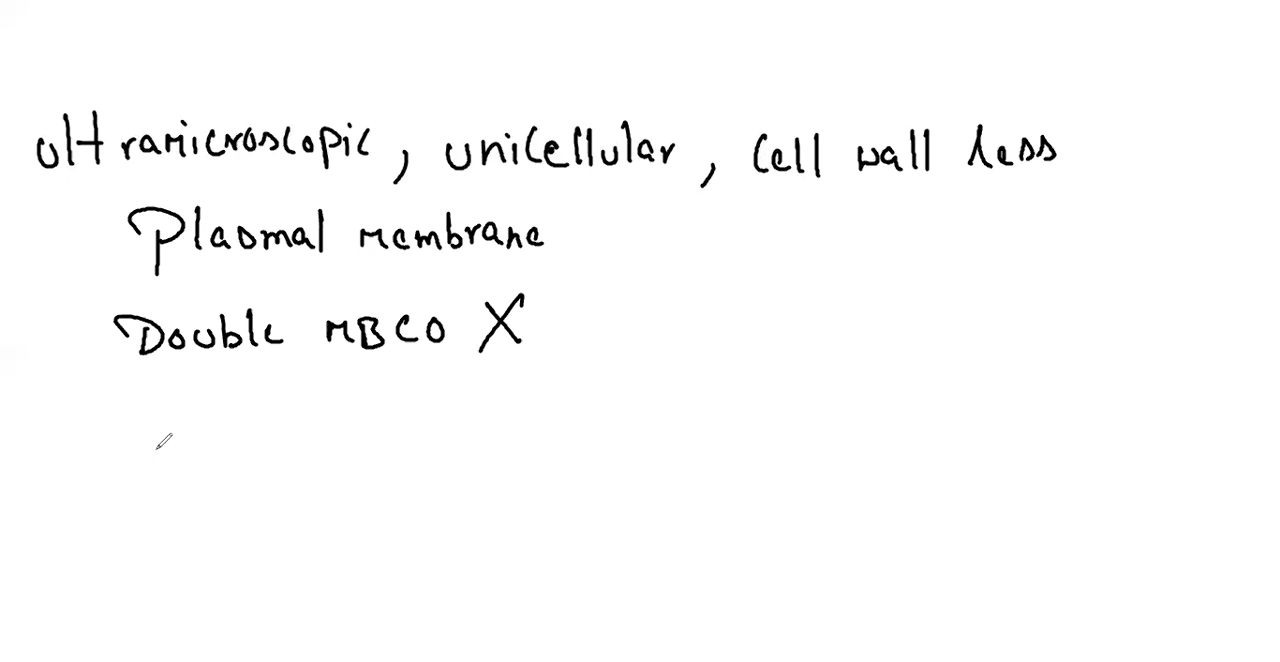 ultramicroscopic, unicellular, cell wall less
Plasmal membrane
Double MBCO X